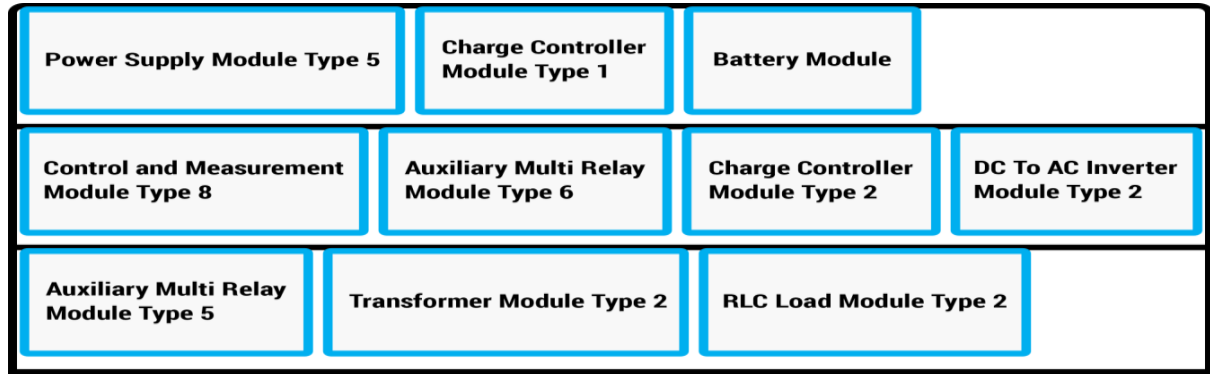 Power Supply Module Type 5
Charge Controller
Module Type 1
Battery Module
Control and Measurement
Module Type 8
Auxiliary Multi Relay
Module Type 6
Charge Controller
Module Type 2
DC To AC Inverter
Module Type 2
Auxiliary Multi Relay
Module Type 5
Transformer Module Type 2
RLC Load Module Type 2